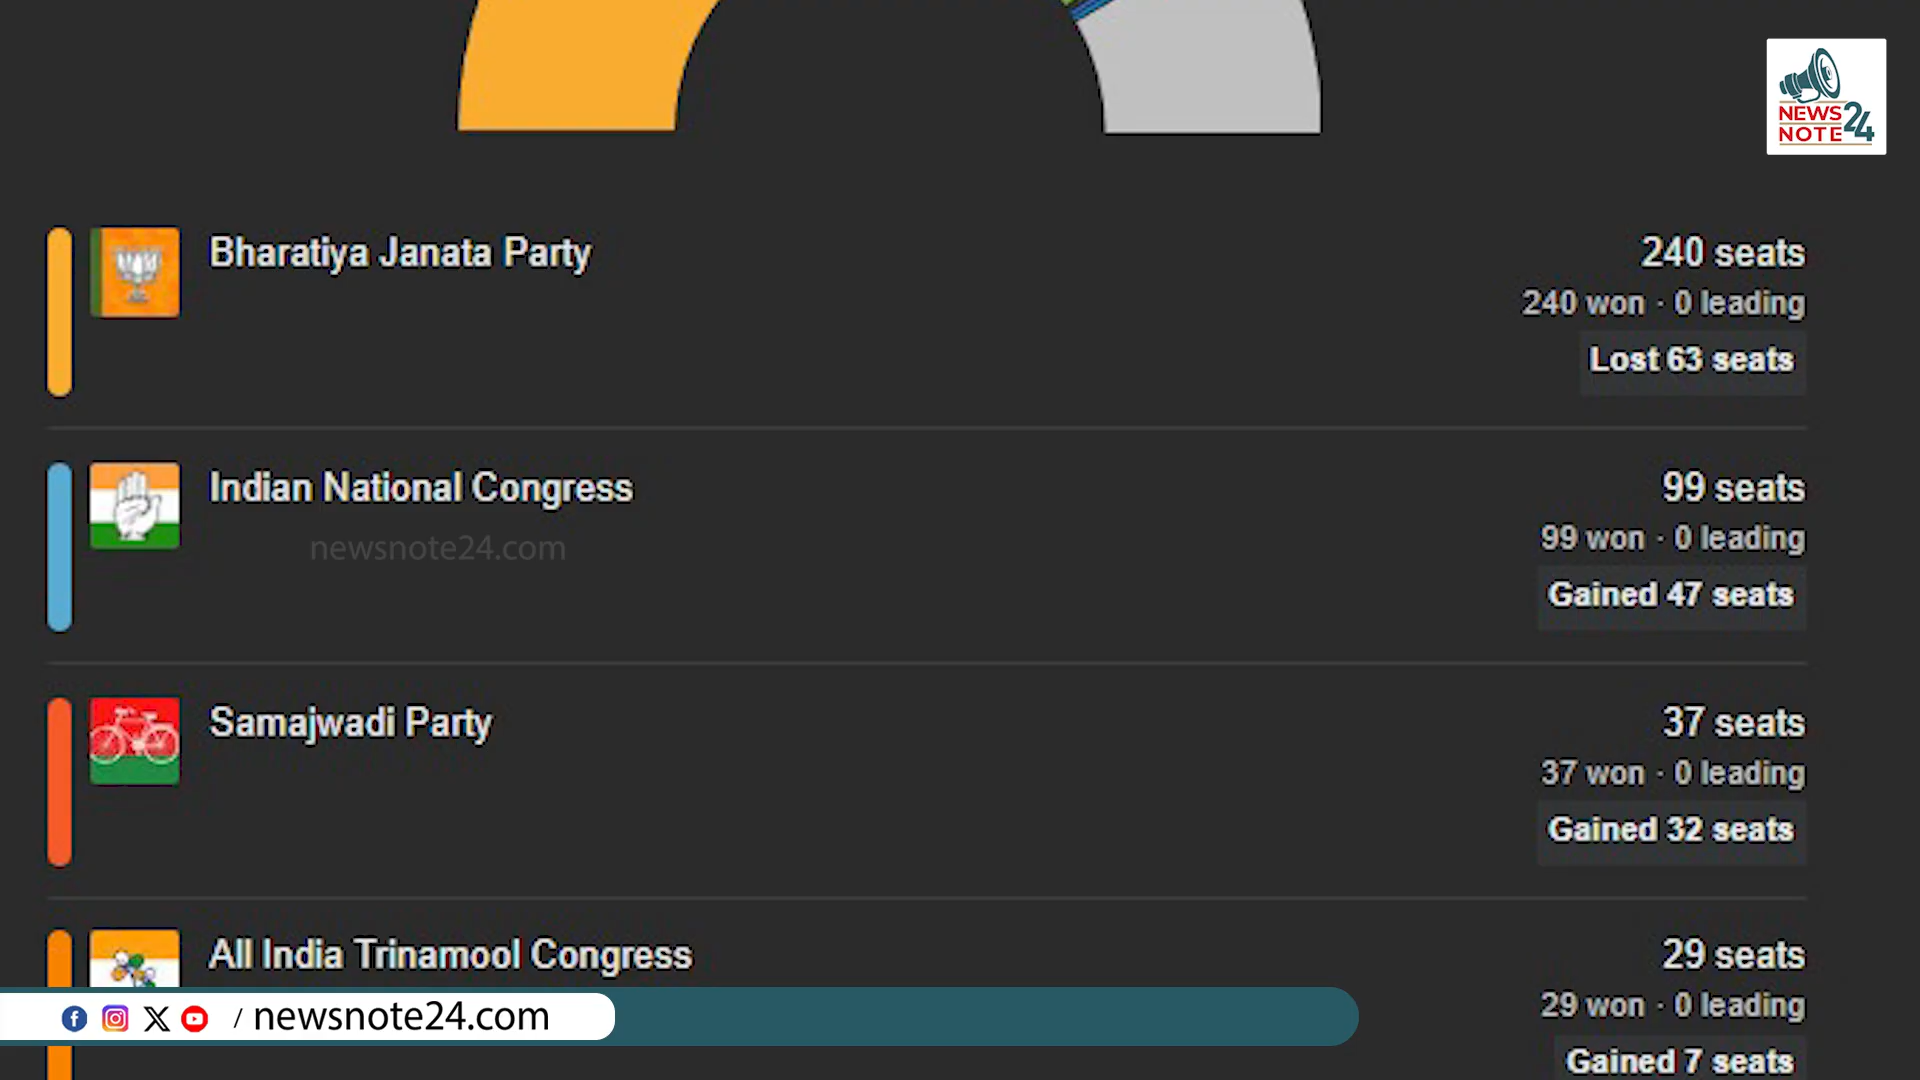 NEWS 24
NOTE
Bharatiya Janata Party
240 seats
240 won · 0 leading
Lost 63 seats
Indian National Congress
99 seats
newsnote24.com
99 won · 0 leading
Gained 47 seats
Samajwadi Party
37 seats
37 won · 0 leading
Gained 32 seats
All India Trinamool Congress
29 seats
29 won · 0 leading
Gained 7 seats
/ newsnote24.com